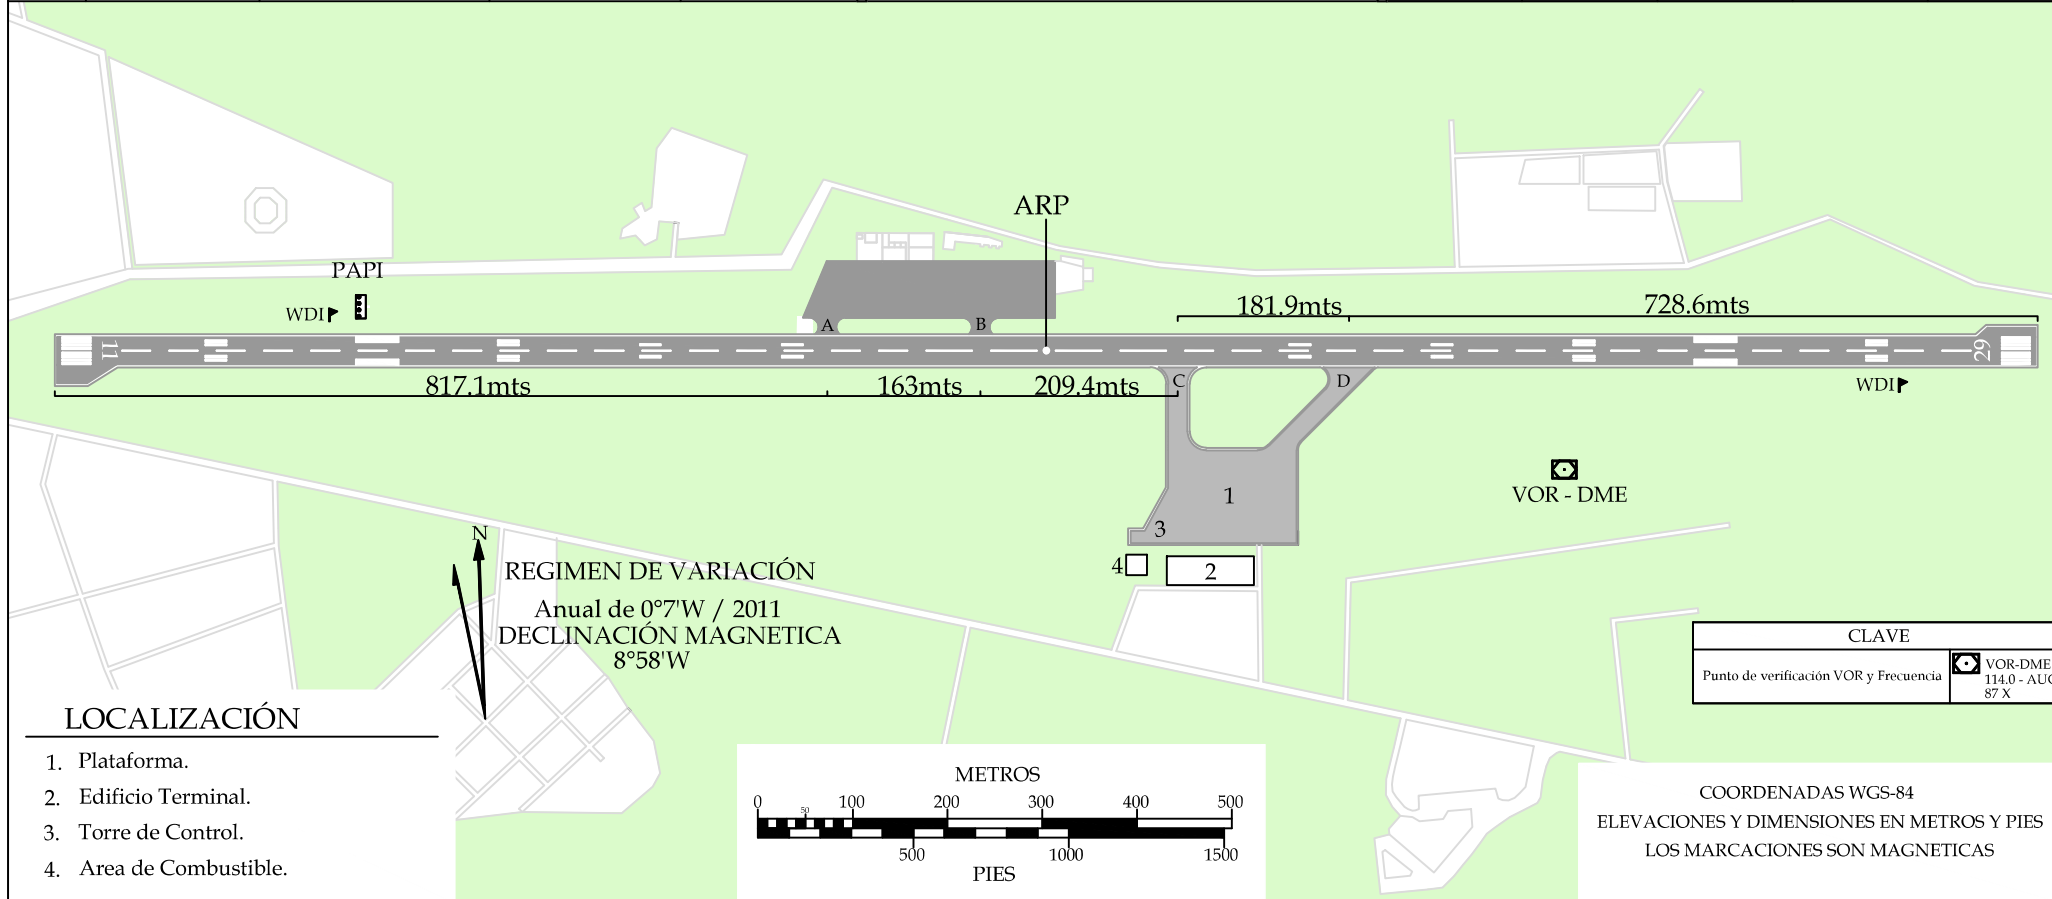 ARP
PAPI
WDI
181.9mts
728.6mts
A
B
11
29
817.1mts
163mts
209.4mts
C
D
WDI
1
VOR - DME
3
4
2
N
REGIMEN DE VARIACIÓN
Anual de 0°7'W / 2011
DECLINACIÓN MAGNETICA
8°58'W
CLAVE
Punto de verificación VOR y Frecuencia
VOR-DME
114.0 - AUC
87 X
LOCALIZACIÓN
1. Plataforma.
2. Edificio Terminal.
3. Torre de Control.
4. Area de Combustible.
METROS
0 50 100 200 300 400 500
500 1000 1500
PIES
COORDENADAS WGS-84
ELEVACIONES Y DIMENSIONES EN METROS Y PIES
LOS MARCACIONES SON MAGNETICAS